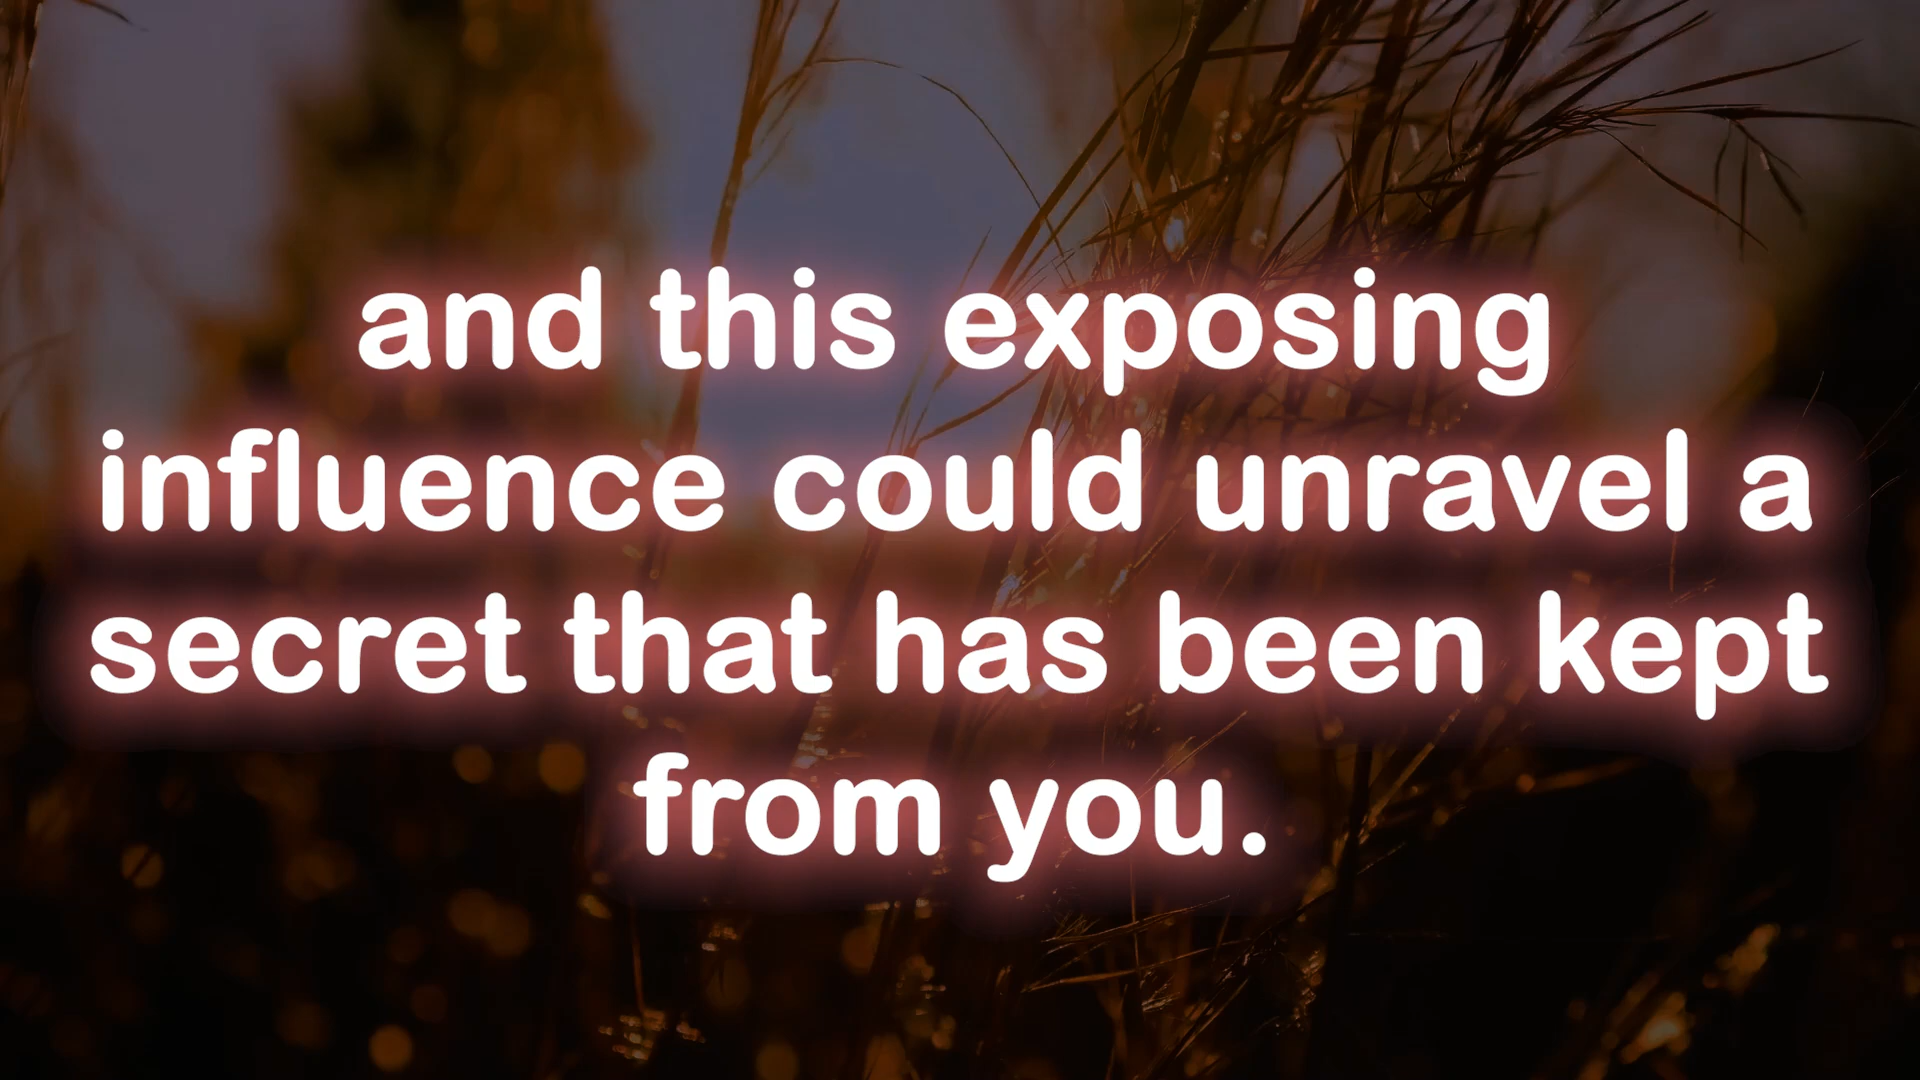 and this exposing
influence could unravel a
secret that has been kept
from you.